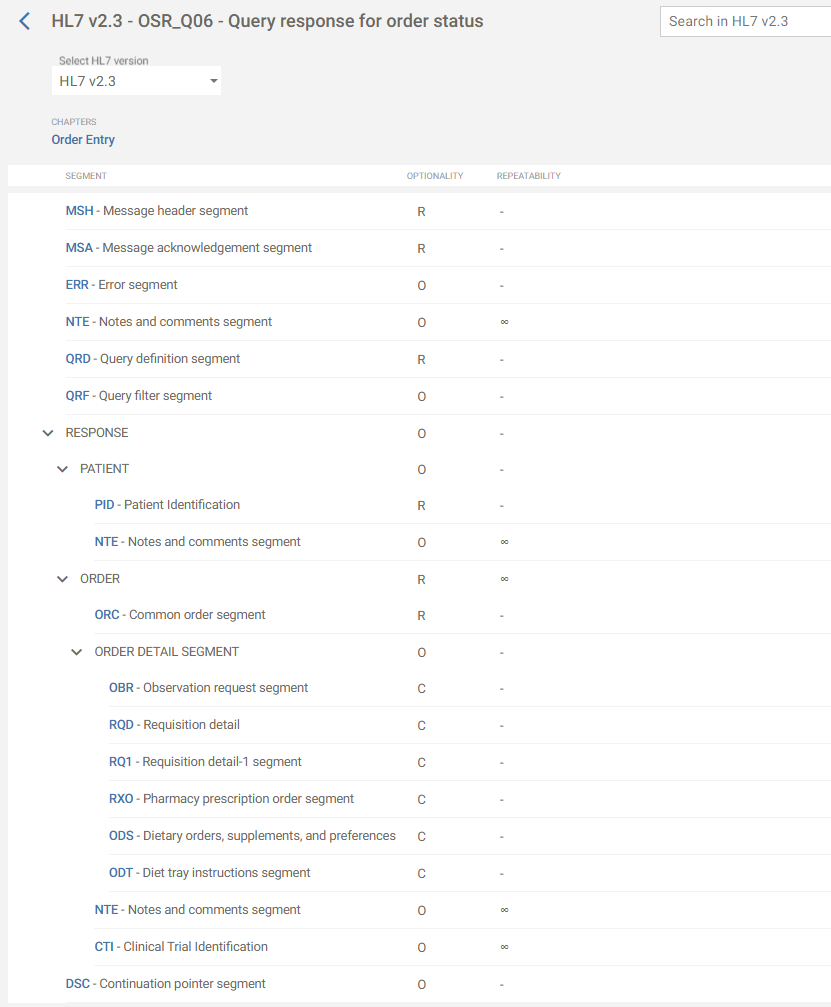 HL7 v2.3 - OSR_Q06 - Query response for order status
Search in HL7 v2.3
Select HL7 version
HL7 v2.3
CHAPTERS
Order Entry
SEGMENT OPTIONALITY REPEATABILITY
MSH - Message header segment R -
MSA - Message acknowledgement segment R -
ERR - Error segment O -
NTE - Notes and comments segment O ∞
QRD - Query definition segment R -
QRF - Query filter segment O -
RESPONSE O -
PATIENT O -
PID - Patient Identification R -
NTE - Notes and comments segment O ∞
ORDER R ∞
ORC - Common order segment R -
ORDER DETAIL SEGMENT O -
OBR - Observation request segment C -
RQD - Requisition detail C -
RQ1 - Requisition detail-1 segment C -
RXO - Pharmacy prescription order segment C -
ODS - Dietary orders, supplements, and preferences C -
ODT - Diet tray instructions segment C -
NTE - Notes and comments segment O ∞
CTI - Clinical Trial Identification O ∞
DSC - Continuation pointer segment O -